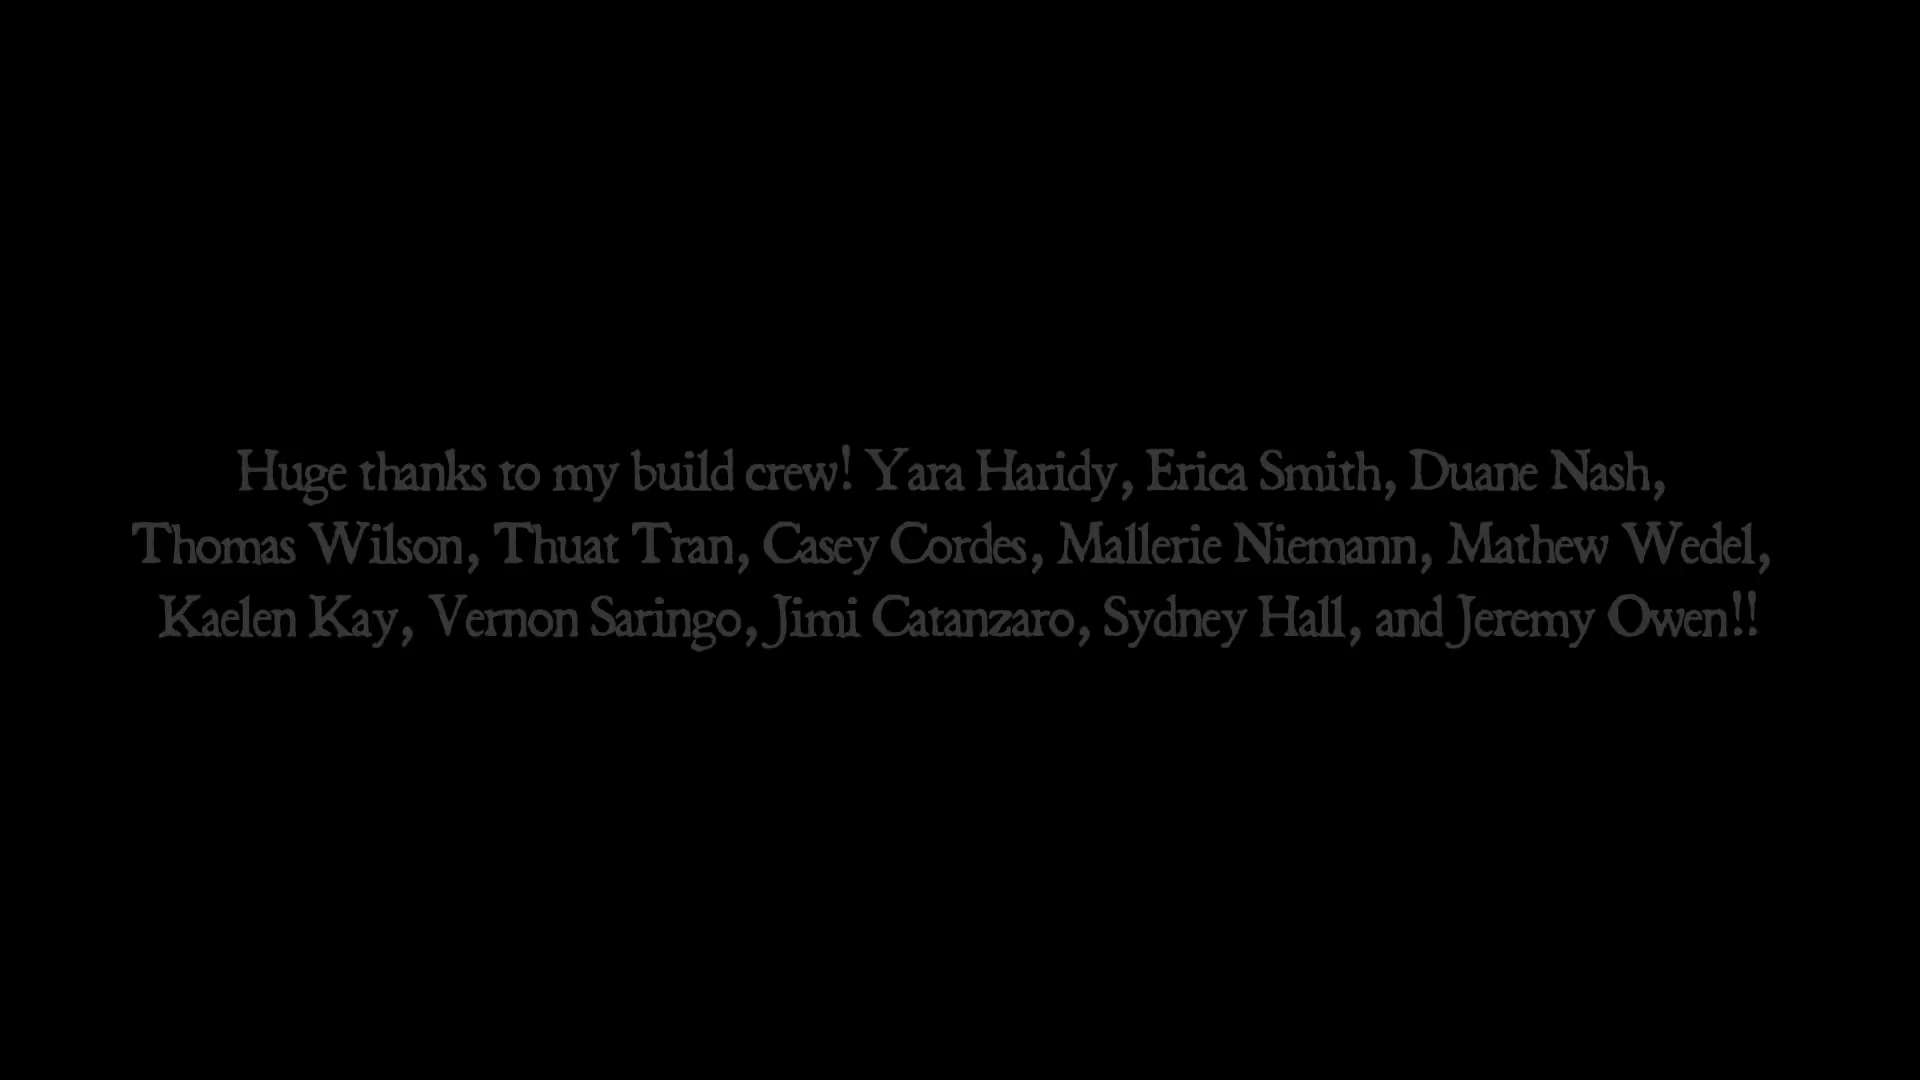 Huge thanks to my build crew! Yara Haridy, Erica Smith, Duane Nash,
Thomas Wilson, Thuat Tran, Casey Cordes, Mallerie Niemann, Mathew Wedel,
Kaelen Kay, Vernon Saringo, Jimi Catanzaro, Sydney Hall, and Jeremy Owen!!